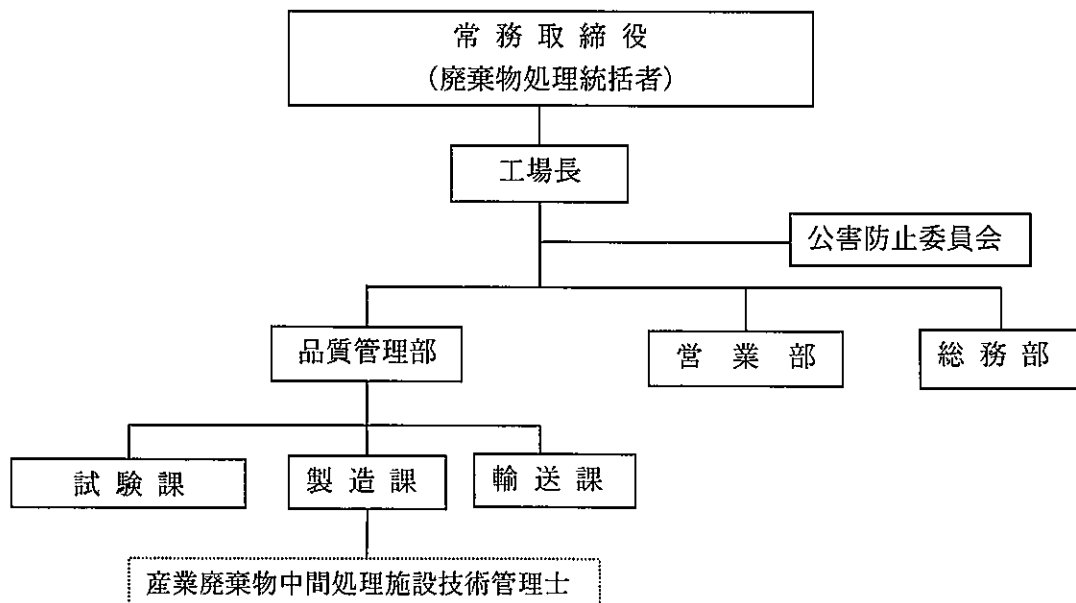 常務取締役
(廃棄物処理統括者)
工場長
公害防止委員会
品質管理部
営業部
総務部
試験課
製造課
輸送課
産業廃棄物中間処理施設技術管理士